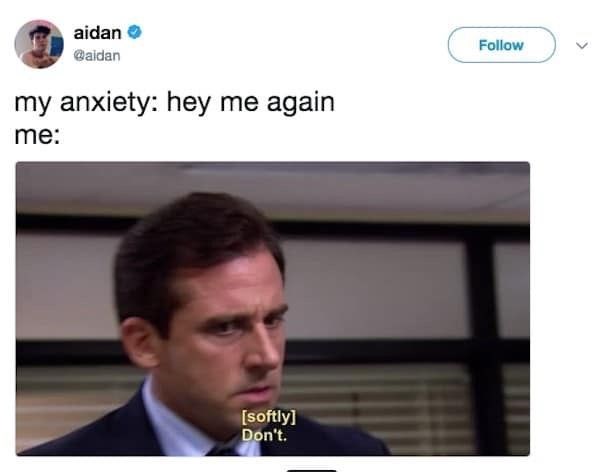 aidan
@aidan
Follow
my anxiety: hey me again
me:
[softly]
Don't.